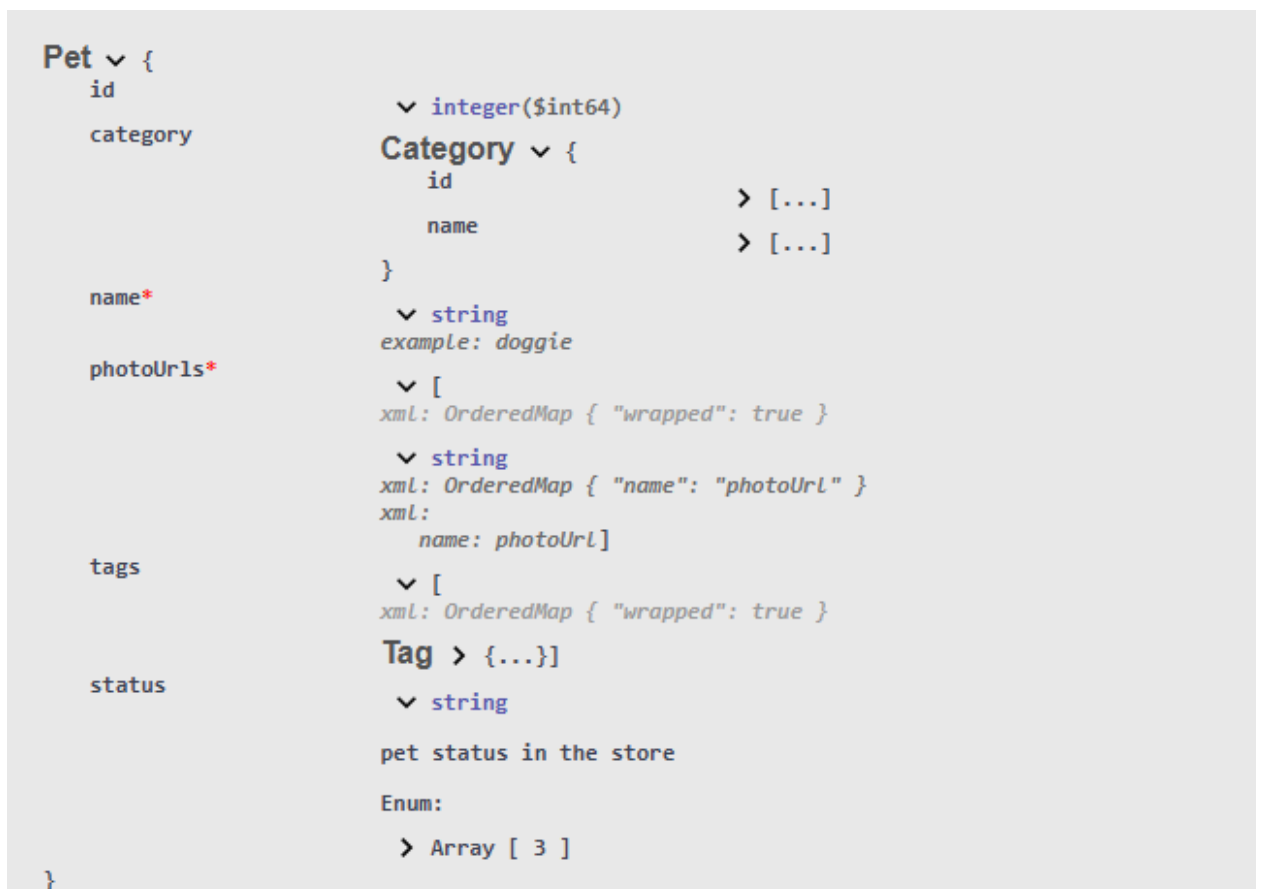 Pet {
id
integer($int64)
category
Category {
id
[...]
name
[...]
}
name*
string
example: doggie
photoUrls*
[
xml: OrderedMap { "wrapped": true }
string
xml: OrderedMap { "name": "photoUrl" }
xml:
name: photoUrl]
tags
[
xml: OrderedMap { "wrapped": true }
Tag {...}]
status
string
pet status in the store
Enum:
Array [ 3 ]
}